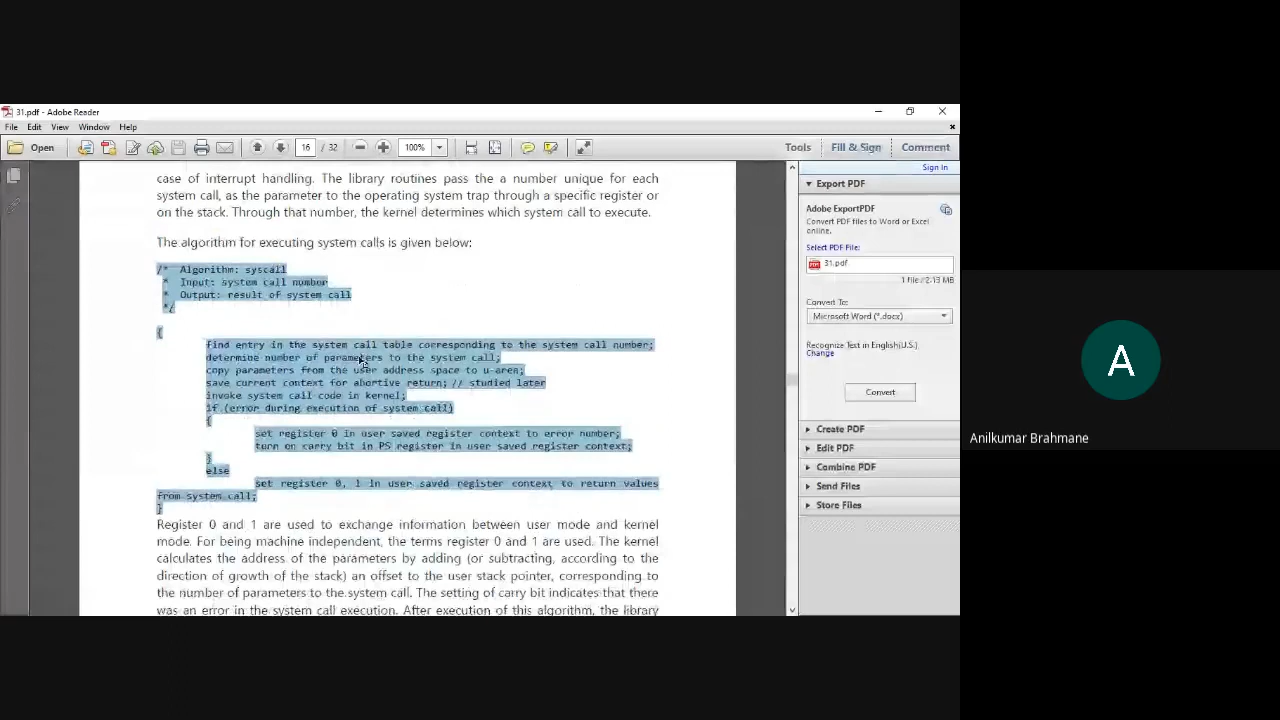 31.pdf - Adobe Reader
File Edit View Window Help
Open 16 / 32 100% Tools Fill & Sign Comment
Sign In
case of interrupt handling. The library routines pass the a number unique for each
system call, as the parameter to the operating system trap through a specific register or
on the stack. Through that number, the kernel determines which system call to execute.
The algorithm for executing system calls is given below:
/* Algorithm: syscall
* Input: system call number
* Output: result of system call
*/
{
find entry in the system call table corresponding to the system call number;
determine number of parameters to the system call;
copy parameters from the user address space to u-area;
save current context for abortive return; // studied later
invoke system call code in kernel;
if (error during execution of system call)
{
set register 0 in user saved register context to error number;
turn on carry bit in PS register in user saved register context;
}
else
set register 0, 1 in user saved register context to return values
from system call;
}
Register 0 and 1 are used to exchange information between user mode and kernel
mode. For being machine independent, the terms register 0 and 1 are used. The kernel
calculates the address of the parameters by adding (or subtracting, according to the
direction of growth of the stack) an offset to the user stack pointer, corresponding to
the number of parameters to the system call. The setting of carry bit indicates that there
was an error in the system call execution. After execution of this algorithm, the library
Export PDF
Adobe ExportPDF
Convert PDF files to Word or Excel
online.
Select PDF File:
31.pdf
1 file / 2.13 MB
Convert To:
Microsoft Word (*.docx)
Recognize Text in English(U.S.)
Change
Convert
Create PDF
Edit PDF
Combine PDF
Send Files
Store Files
A
Anilkumar Brahmane